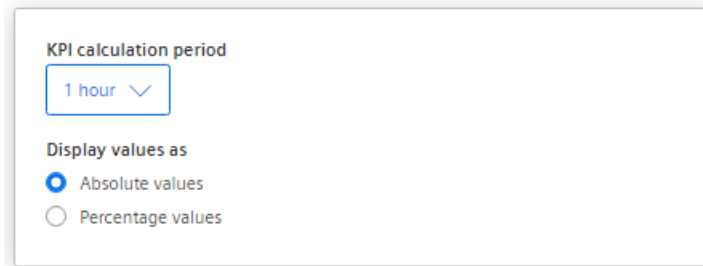 KPI calculation period
1 hour
Display values as
Absolute values
Percentage values